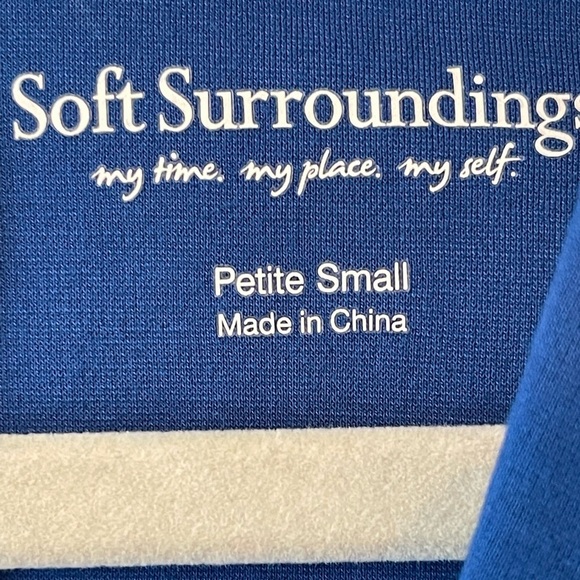 Soft Surroundings
my time. my place. my self.
Petite Small
Made in China